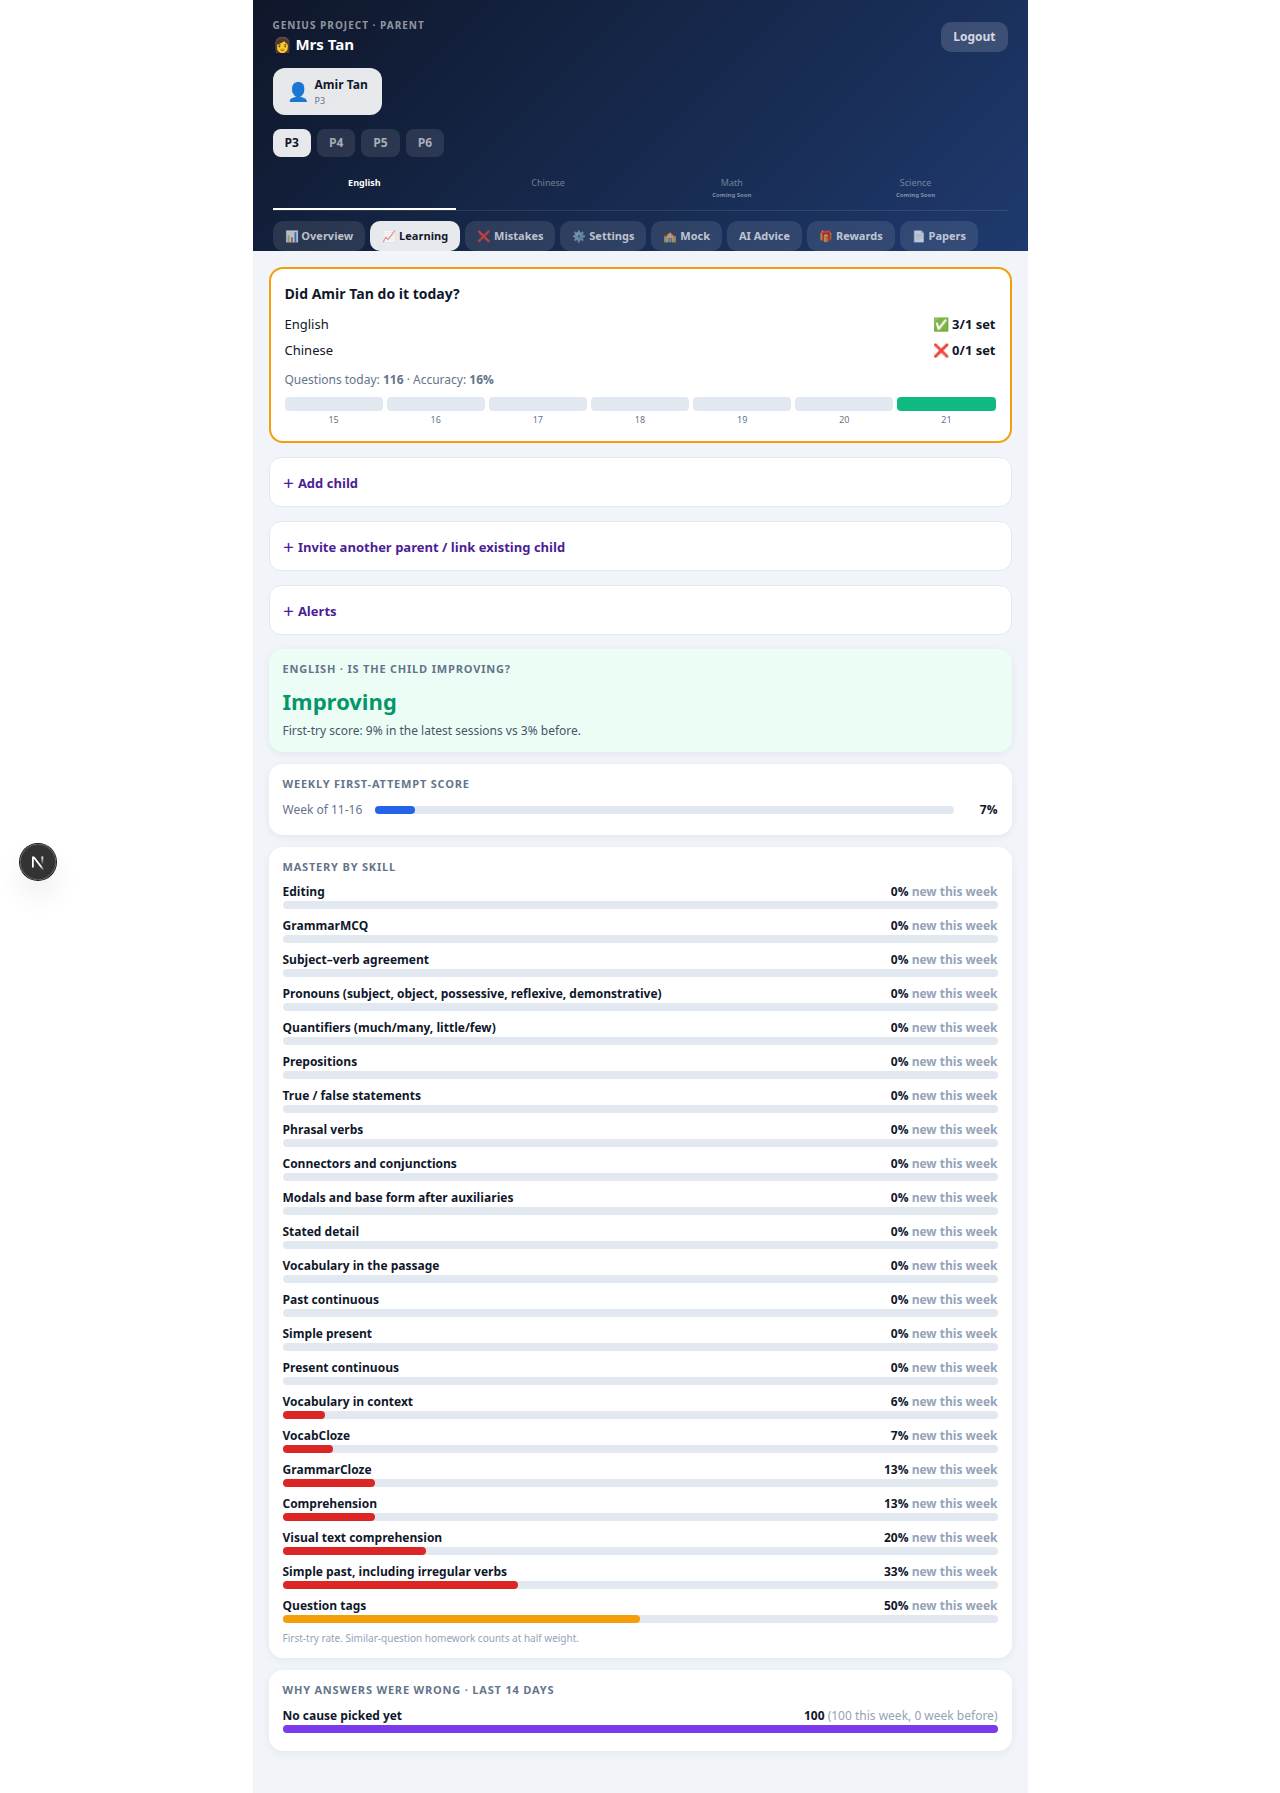 GENIUS PROJECT · PARENT
👩 Mrs Tan
Logout
👤 Amir Tan
P3
P3 P4 P5 P6
English Chinese Math Science
Coming Soon Coming Soon
📊 Overview 📈 Learning ❌ Mistakes ⚙️ Settings 🏫 Mock AI Advice 🎁 Rewards 📄 Papers
Did Amir Tan do it today?
English ✅ 3/1 set
Chinese ❌ 0/1 set
Questions today: 116 · Accuracy: 16%
15 16 17 18 19 20 21
+ Add child
+ Invite another parent / link existing child
+ Alerts
ENGLISH · IS THE CHILD IMPROVING?
Improving
First-try score: 9% in the latest sessions vs 3% before.
WEEKLY FIRST-ATTEMPT SCORE
Week of 11-16 7%
N
MASTERY BY SKILL
Editing 0% new this week
GrammarMCQ 0% new this week
Subject–verb agreement 0% new this week
Pronouns (subject, object, possessive, reflexive, demonstrative) 0% new this week
Quantifiers (much/many, little/few) 0% new this week
Prepositions 0% new this week
True / false statements 0% new this week
Phrasal verbs 0% new this week
Connectors and conjunctions 0% new this week
Modals and base form after auxiliaries 0% new this week
Stated detail 0% new this week
Vocabulary in the passage 0% new this week
Past continuous 0% new this week
Simple present 0% new this week
Present continuous 0% new this week
Vocabulary in context 6% new this week
VocabCloze 7% new this week
GrammarCloze 13% new this week
Comprehension 13% new this week
Visual text comprehension 20% new this week
Simple past, including irregular verbs 33% new this week
Question tags 50% new this week
First-try rate. Similar-question homework counts at half weight.
WHY ANSWERS WERE WRONG · LAST 14 DAYS
No cause picked yet 100 (100 this week, 0 week before)